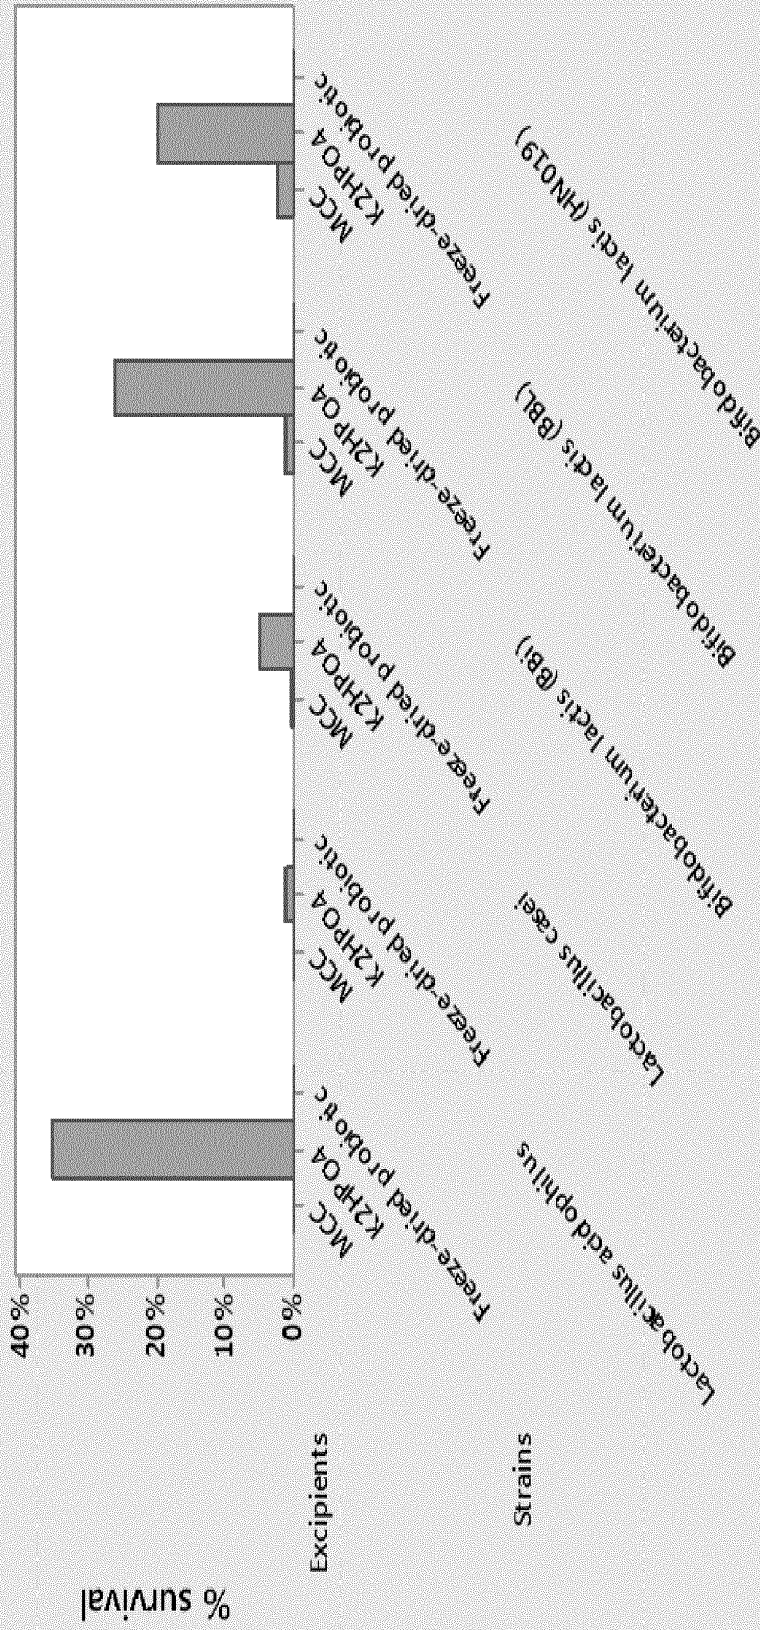 % survival
40%
30%
20%
10%
0%
Excipients
MCC
K2HPO4
Freeze-dried probiotic
MCC
K2HPO4
Freeze-dried probiotic
MCC
K2HPO4
Freeze-dried probiotic
MCC
K2HPO4
Freeze-dried probiotic
MCC
K2HPO4
Freeze-dried probiotic
Strains
Lactobacillus acidophilus
Lactobacillus casei
Bifidobacterium lactis (BBi)
Bifidobacterium lactis (BBL)
Bifidobacterium lactis (HN019)